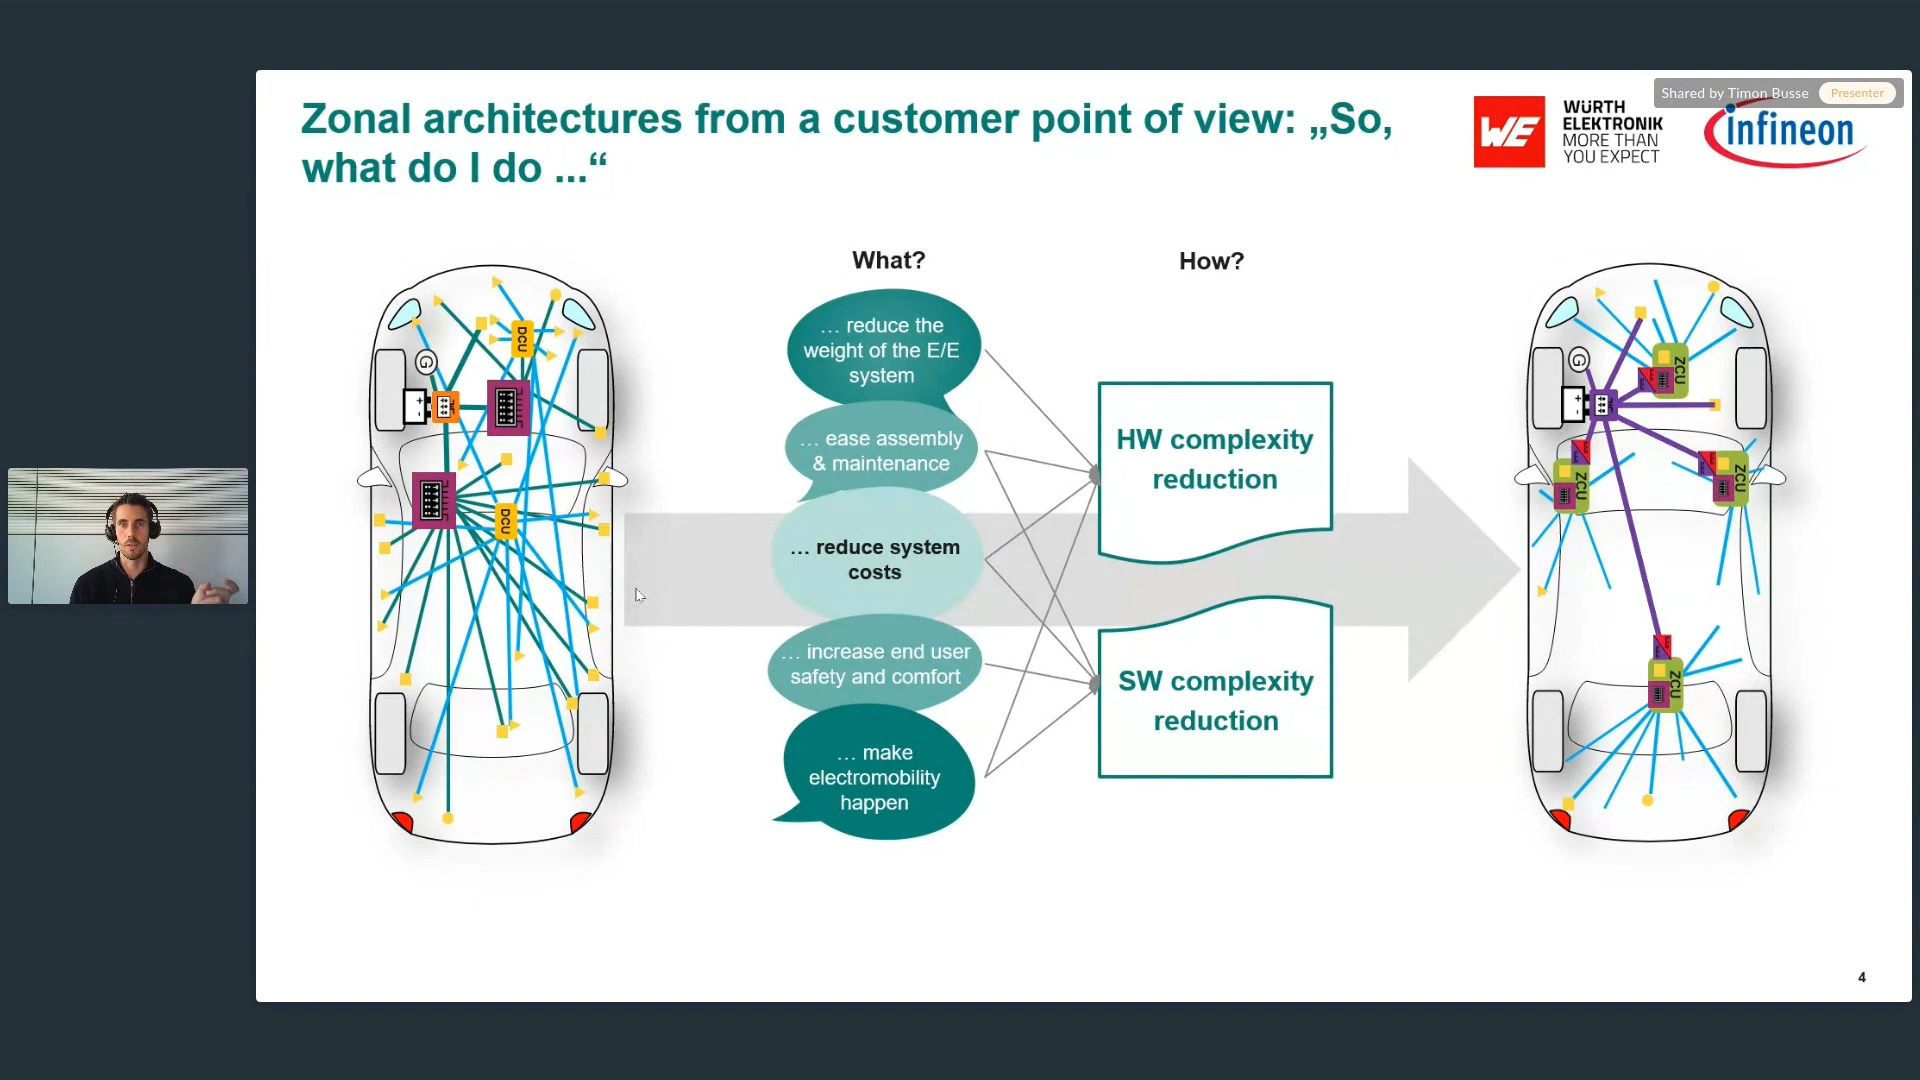 Zonal architectures from a customer point of view: „So,
what do I do ...“
WE
WÜRTH
ELEKTRONIK
MORE THAN
YOU EXPECT
Shared by Timon Busse
Presenter
infineon
What?
How?
... reduce the
weight of the E/E
system
... ease assembly
& maintenance
... reduce system
costs
... increase end user
safety and comfort
... make
electromobility
happen
HW complexity
reduction
SW complexity
reduction
DCU
G
+
-
DCU
ZCU
G
+
-
ZCU
ZCU
ZCU
4